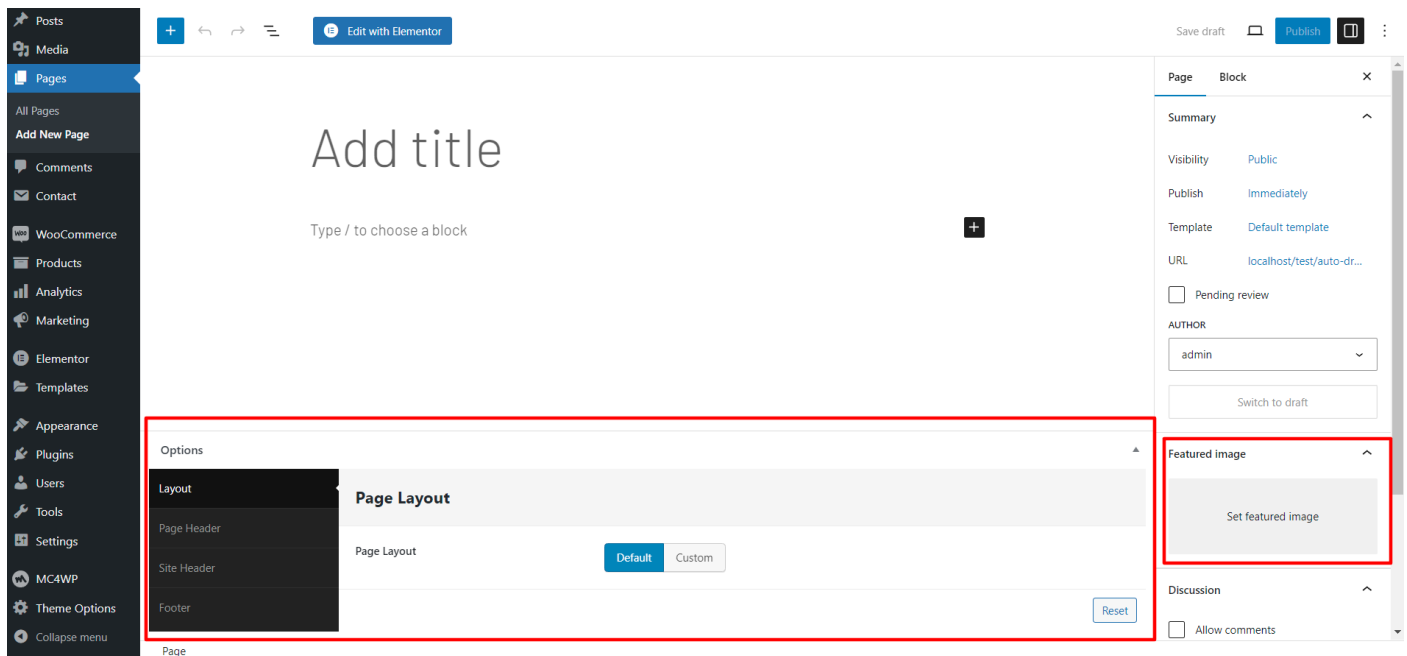 Posts
Media
Pages
All Pages
Add New Page
Comments
Contact
Woo WooCommerce
Products
Analytics
Marketing
Elementor
Templates
Appearance
Plugins
Users
Tools
Settings
MC4WP
Theme Options
Collapse menu
Edit with Elementor
Save draft
Publish
Add title
Type / to choose a block
Options
Layout
Page Header
Site Header
Footer
Page Layout
Page Layout
Default
Custom
Reset
Page
Page
Block
Summary
Visibility
Public
Publish
Immediately
Template
Default template
URL
localhost/test/auto-dr...
Pending review
AUTHOR
admin
Switch to draft
Featured image
Set featured image
Discussion
Allow comments